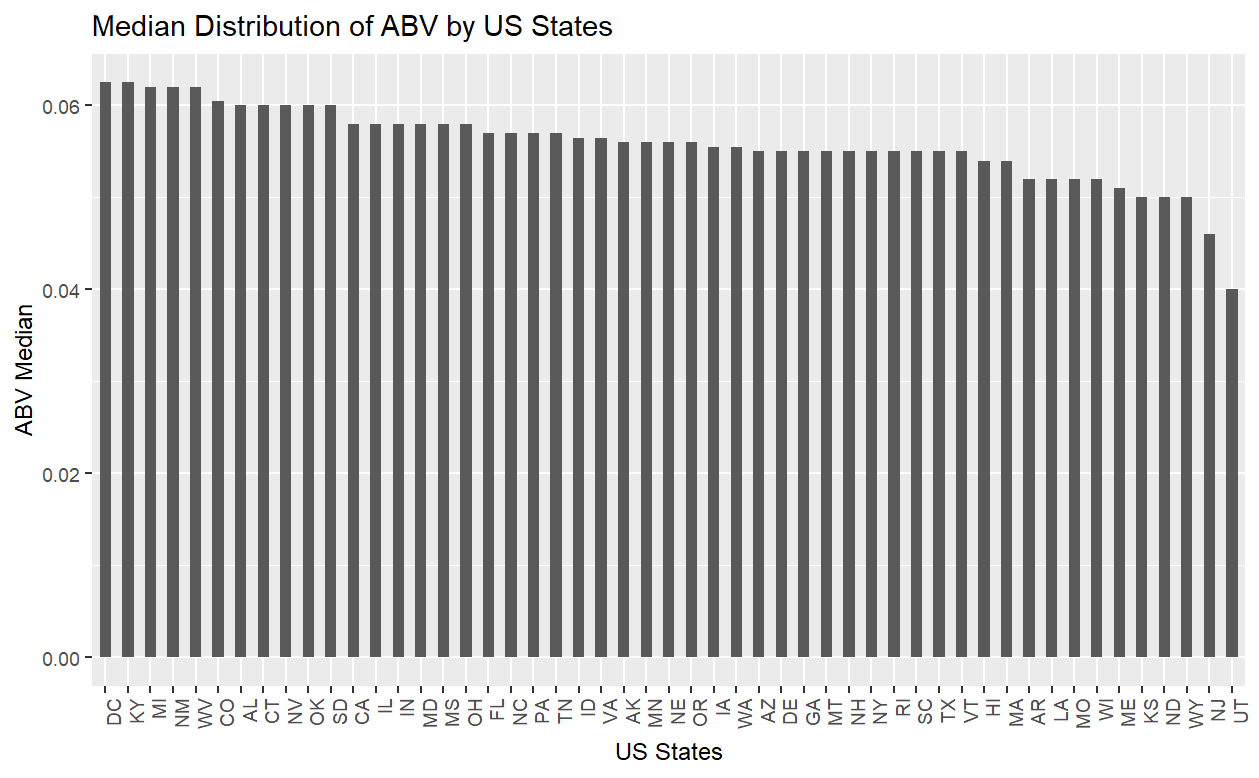 Median Distribution of ABV by US States
ABV Median
0.06
0.04
0.02
0.00
DC KY MI NM WV CO AL CT NV OK SD CA IL IN MD MS OH FL NC PA TN ID VA AK MN NE OR IA WA AZ DE GA MT NH NY RI SC TX VT HI MA AR LA MO WI ME KS ND WY NJ UT
US States